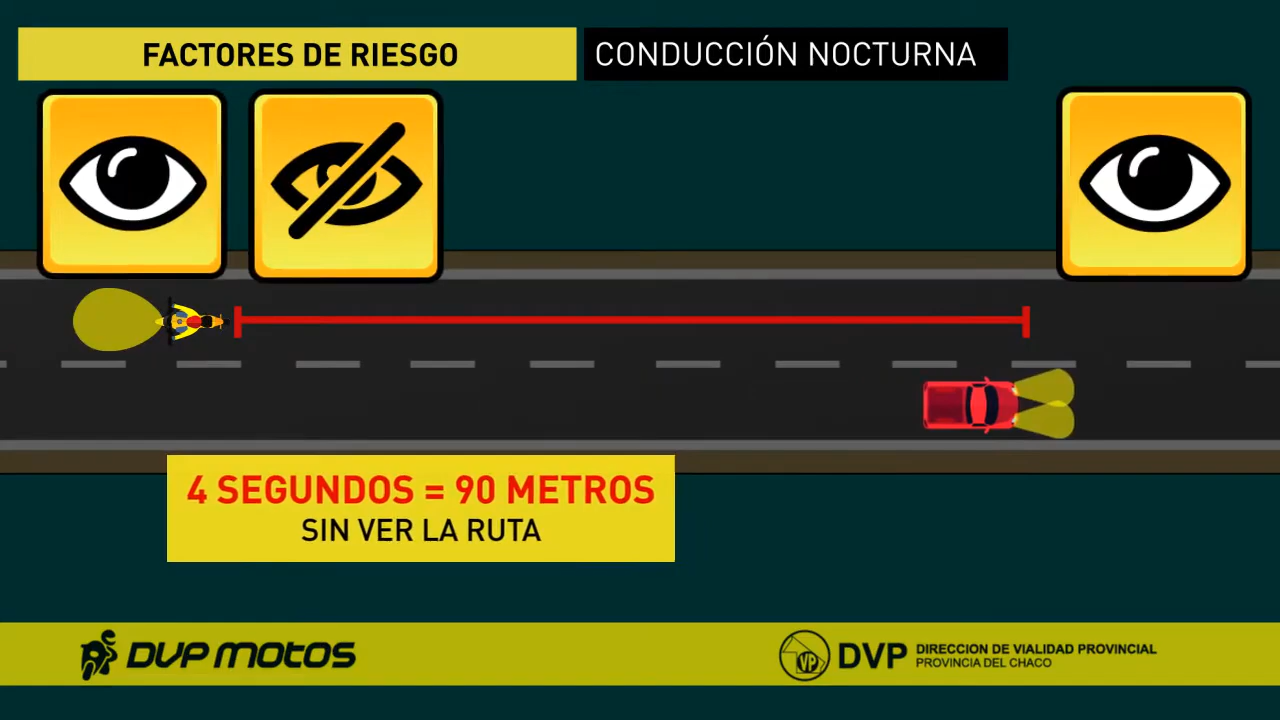 FACTORES DE RIESGO
CONDUCCIÓN NOCTURNA
4 SEGUNDOS = 90 METROS
SIN VER LA RUTA
DVP MOTOS
VP
DVP
DIRECCION DE VIALIDAD PROVINCIAL
PROVINCIA DEL CHACO